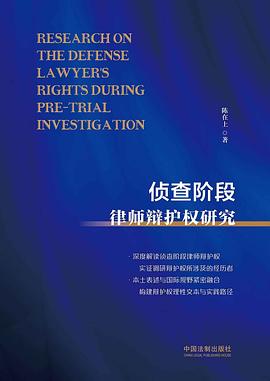 RESEARCH ON
THE DEFENSE
LAWYER'S
RIGHTS DURING
PRE-TRIAL
INVESTIGATION
陈在上 ◎ 著
侦查阶段
律师辩护权研究
·深度解读侦查阶段律师辩护权
实证调研辩护权所涉及的经历者
·本土表述与国际视野紧密融合
构建辩护权理性文本与实践路径
中国法制出版社
CHINA LEGAL PUBLISHING HOUSE